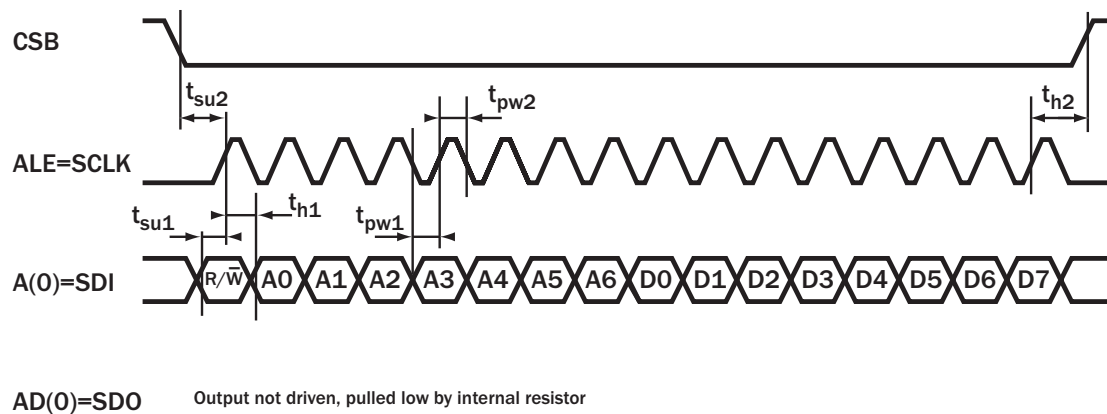 CSB
tsu2
tpw2
th2
ALE=SCLK
tsu1
th1
tpw1
A(0)=SDI
R/W̅ A0 A1 A2 A3 A4 A5 A6 D0 D1 D2 D3 D4 D5 D6 D7
AD(0)=SDO
Output not driven, pulled low by internal resistor